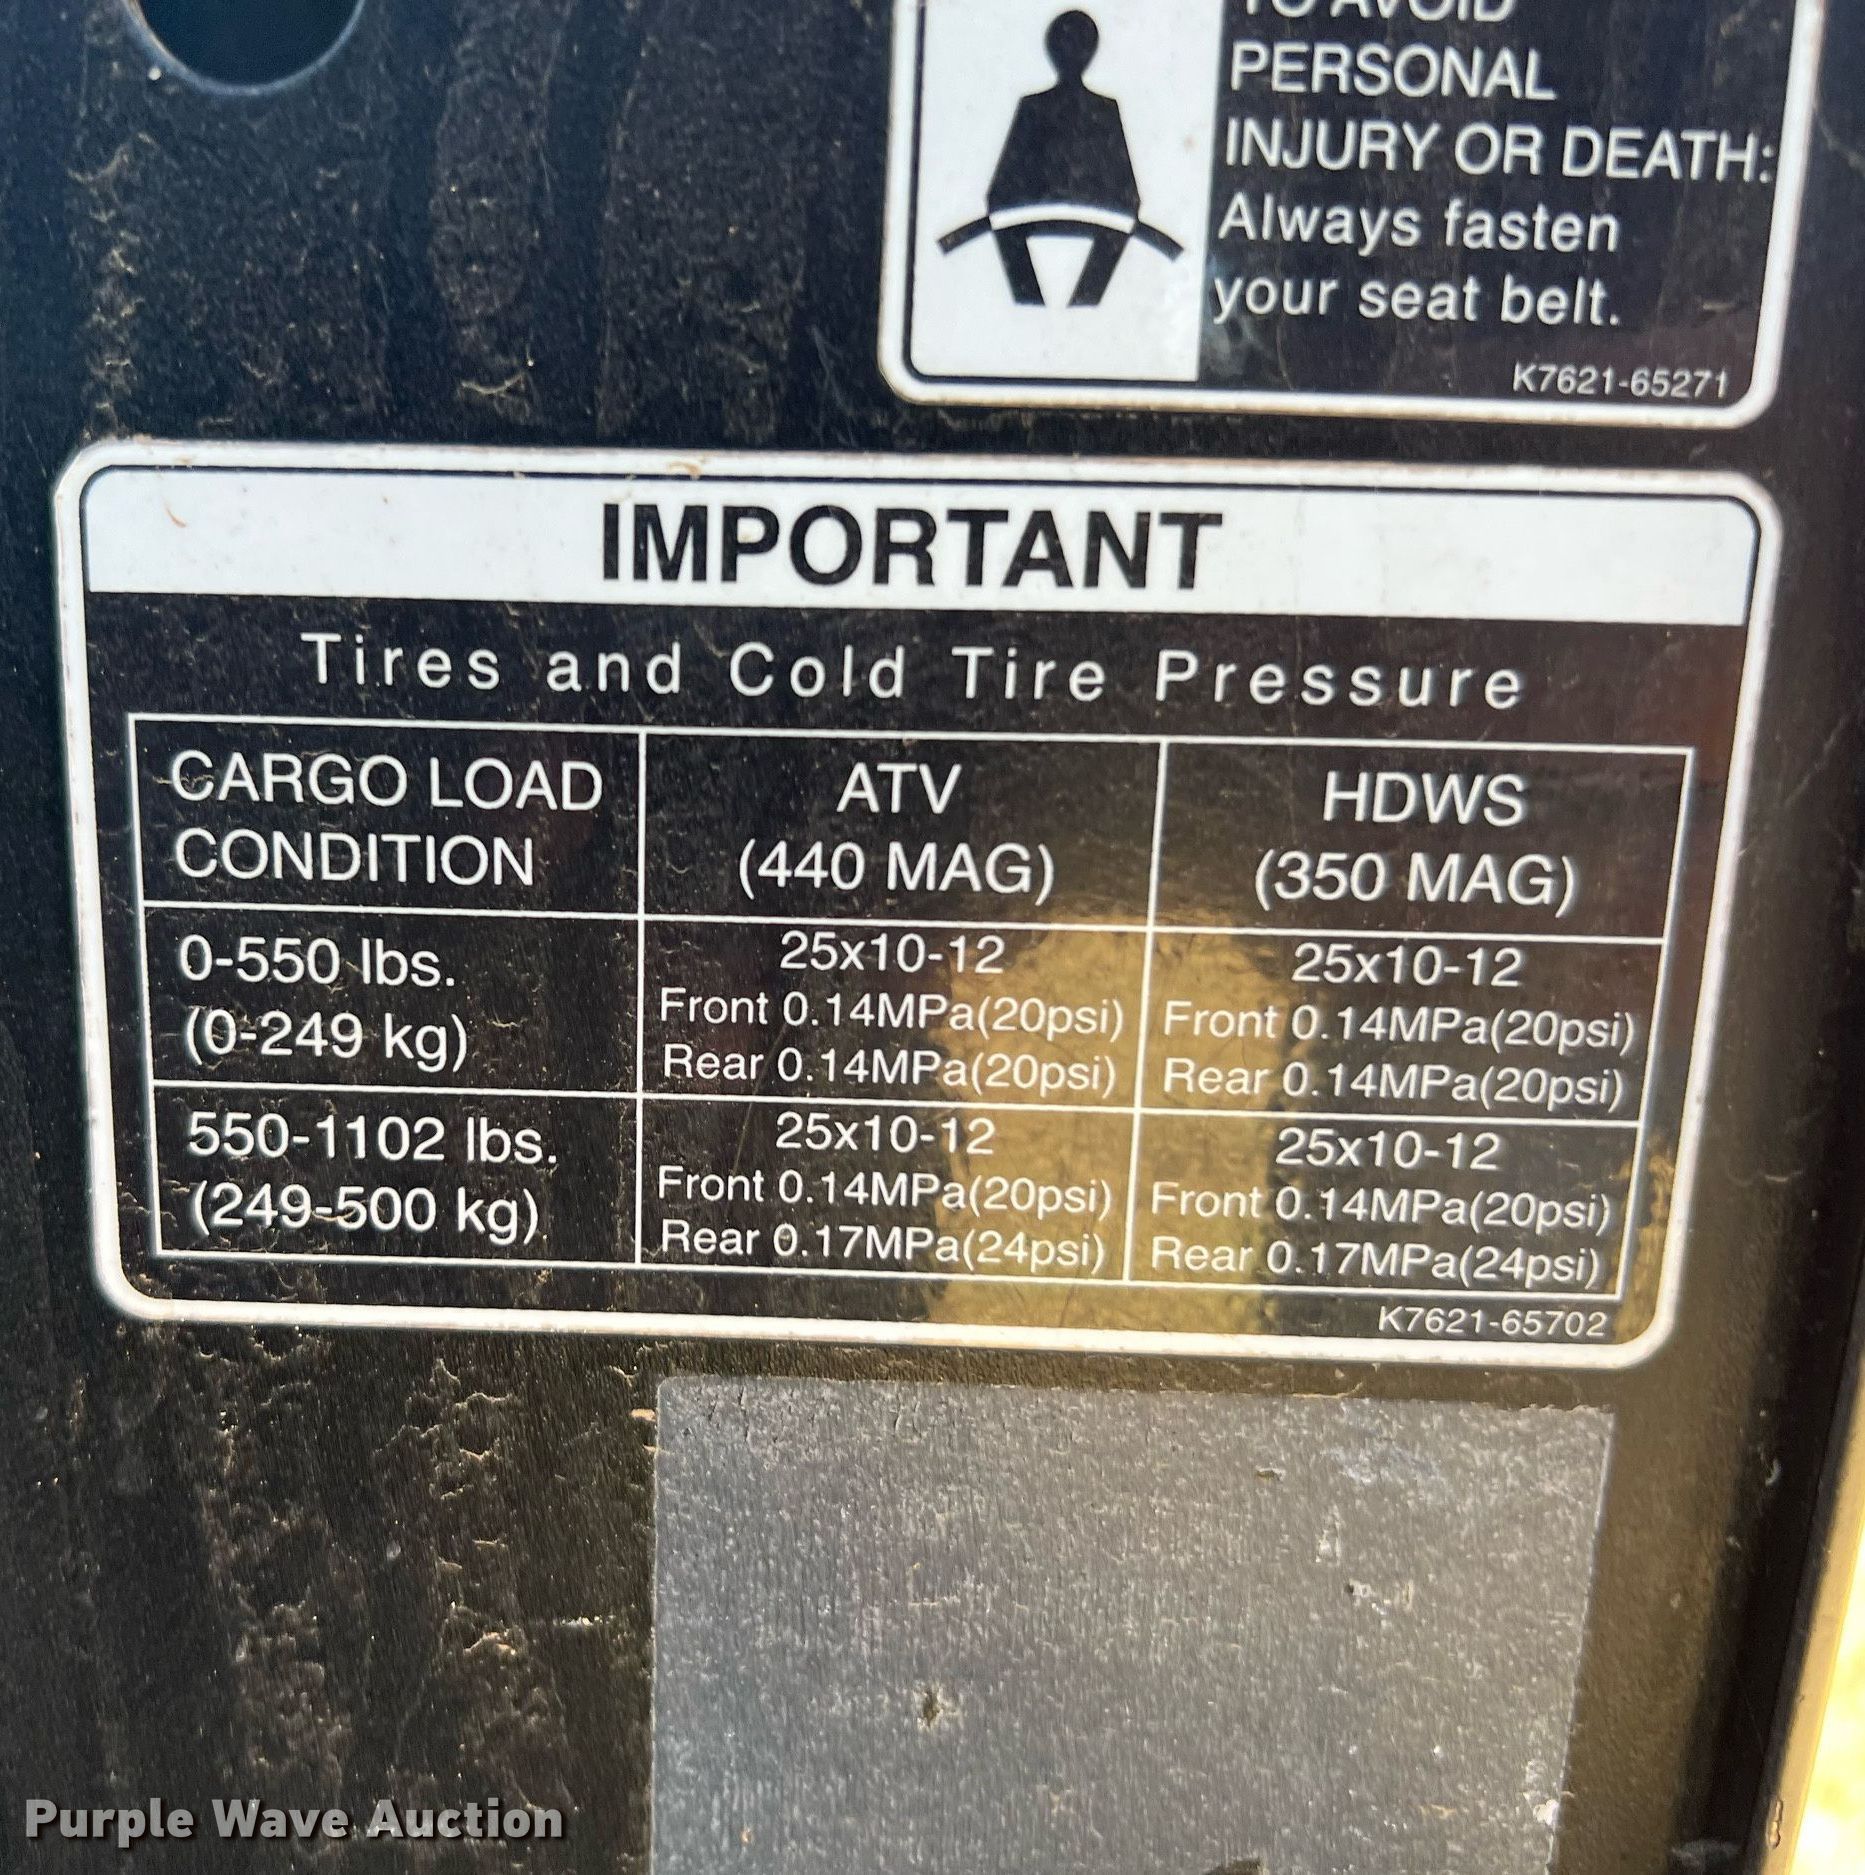 TO AVOID
PERSONAL
INJURY OR DEATH:
Always fasten
your seat belt.
K7621-65271
IMPORTANT
Tires and Cold Tire Pressure
CARGO LOAD
CONDITION
ATV
(440 MAG)
HDWS
(350 MAG)
0-550 lbs.
(0-249 kg)
25x10-12
Front 0.14MPa(20psi)
Rear 0.14MPa(20psi)
25x10-12
Front 0.14MPa(20psi)
Rear 0.14MPa(20psi)
550-1102 lbs.
(249-500 kg)
25x10-12
Front 0.14MPa(20psi)
Rear 0.17MPa(24psi)
25x10-12
Front 0.14MPa(20psi)
Rear 0.17MPa(24psi)
K7621-65702
Purple Wave Auction